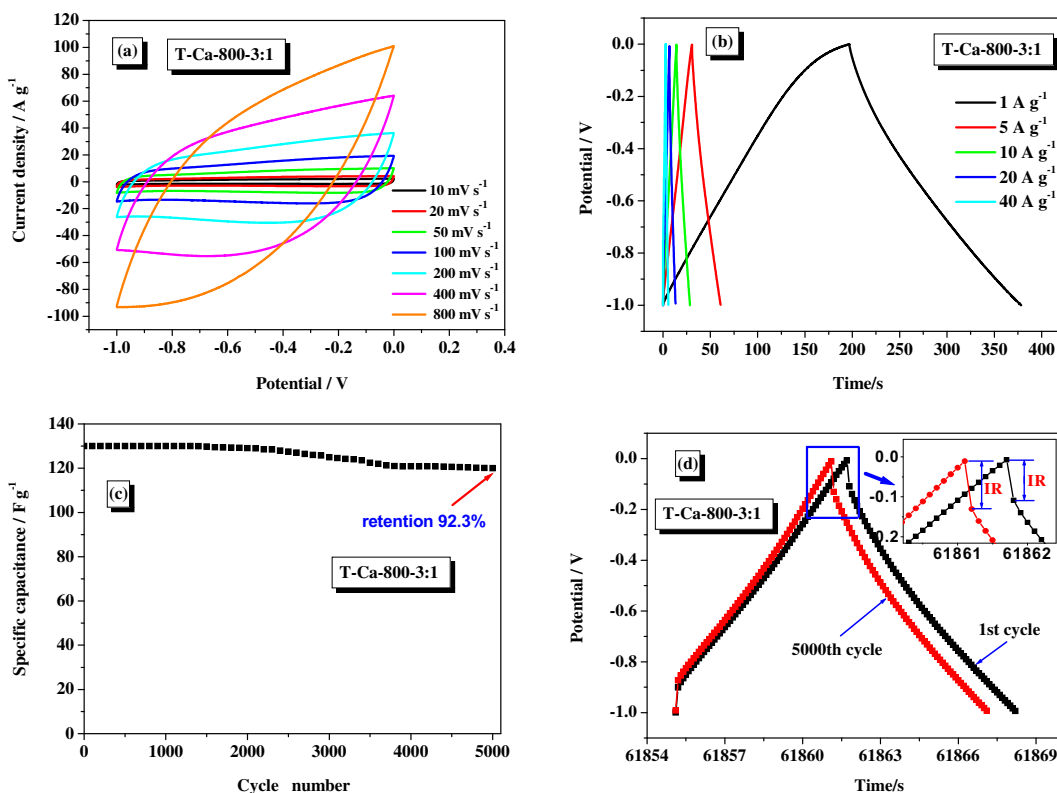 (a)
T-Ca-800-3:1
Current density / A g⁻¹
120
100
80
60
40
20
0
-20
-40
-60
-80
-100
10 mV s⁻¹
20 mV s⁻¹
50 mV s⁻¹
100 mV s⁻¹
200 mV s⁻¹
400 mV s⁻¹
800 mV s⁻¹
-1.0 -0.8 -0.6 -0.4 -0.2 0.0 0.2 0.4
Potential / V
(b)
T-Ca-800-3:1
Potential / V
0.0
-0.2
-0.4
-0.6
-0.8
-1.0
1 A g⁻¹
5 A g⁻¹
10 A g⁻¹
20 A g⁻¹
40 A g⁻¹
0 50 100 150 200 250 300 350 400
Time/s
(c)
Specific capacitance / F g⁻¹
140
120
100
80
60
40
20
0
retention 92.3%
T-Ca-800-3:1
0 1000 2000 3000 4000 5000
Cycle number
(d)
T-Ca-800-3:1
Potential / V
0.0
-0.2
-0.4
-0.6
-0.8
-1.0
0.0
-0.1
0.2
IR
IR
61861 61862
5000th cycle
1st cycle
61854 61857 61860 61863 61866 61869
Time/s